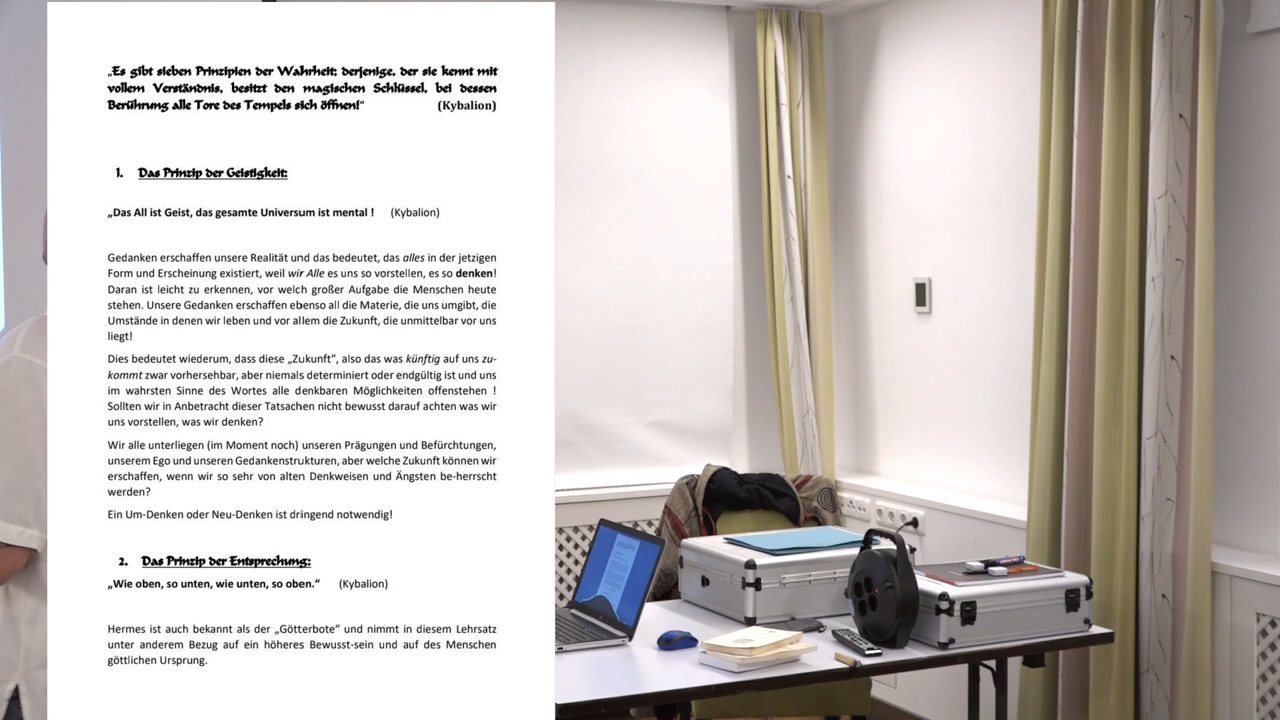 „Es gibt sieben Prinzipien der Wahrheit; derjenige, der sie kennt mit
vollem Verständnis, besitzt den magischen Schlüssel, bei dessen
Berührung alle Tore des Tempels sich öffnen!“ (Kybalion)
1. Das Prinzip der Geistigkeit:
„Das All ist Geist, das gesamte Universum ist mental ! (Kybalion)
Gedanken erschaffen unsere Realität und das bedeutet, das alles in der jetzigen
Form und Erscheinung existiert, weil wir Alle es uns so vorstellen, es so denken!
Daran ist leicht zu erkennen, vor welch großer Aufgabe die Menschen heute
stehen. Unsere Gedanken erschaffen ebenso all die Materie, die uns umgibt, die
Umstände in denen wir leben und vor allem die Zukunft, die unmittelbar vor uns
liegt!
Dies bedeutet wiederum, dass diese „Zukunft“, also das was künftig auf uns zu-
kommt zwar vorhersehbar, aber niemals determiniert oder endgültig ist und uns
im wahrsten Sinne des Wortes alle denkbaren Möglichkeiten offenstehen !
Sollten wir in Anbetracht dieser Tatsachen nicht bewusst darauf achten was wir
uns vorstellen, was wir denken?
Wir alle unterliegen (im Moment noch) unseren Prägungen und Befürchtungen,
unserem Ego und unseren Gedankenstrukturen, aber welche Zukunft können wir
erschaffen, wenn wir so sehr von alten Denkweisen und Ängsten be-herrscht
werden?
Ein Um-Denken oder Neu-Denken ist dringend notwendig!
2. Das Prinzip der Entsprechung:
„Wie oben, so unten, wie unten, so oben.“ (Kybalion)
Hermes ist auch bekannt als der „Götterbote“ und nimmt in diesem Lehrsatz
unter anderem Bezug auf ein höheres Bewusst-sein und auf des Menschen
göttlichen Ursprung.